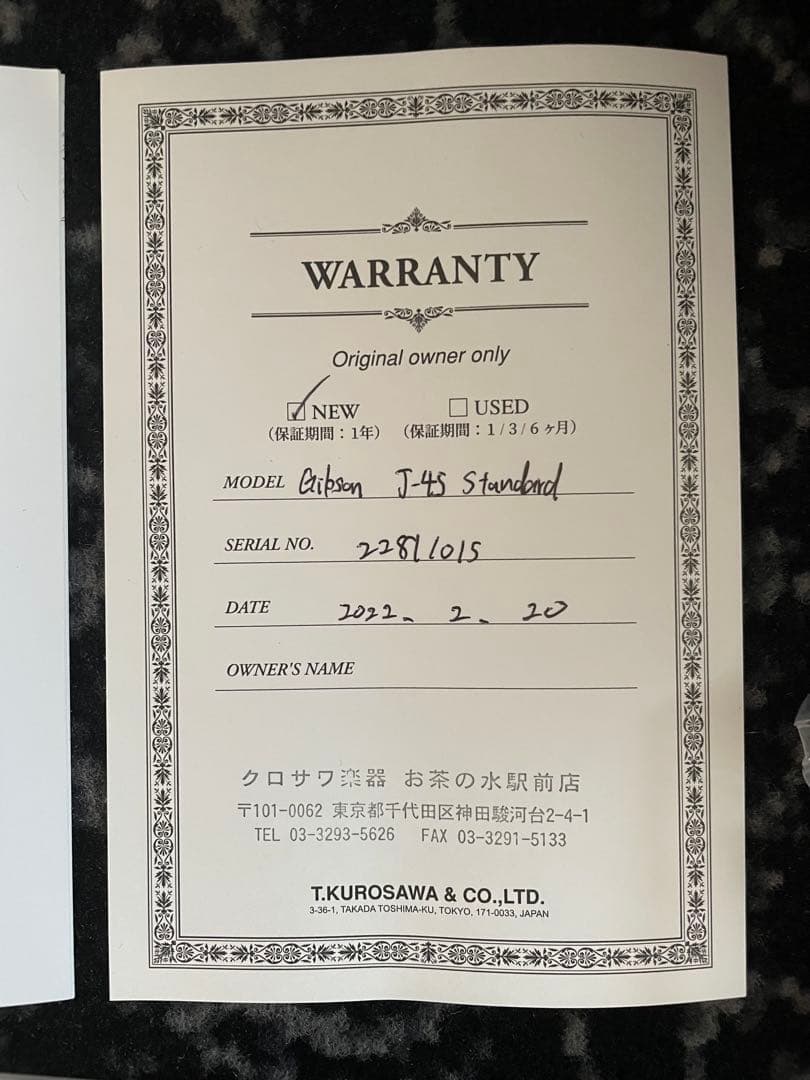 WARRANTY
Original owner only
☑ NEW □ USED
（保証期間：1年）（保証期間：1/3/6ヶ月）
MODEL Gibson J-45 Standard
SERIAL NO. 22811015
DATE 2022. 2. 20
OWNER'S NAME
クロサワ楽器 お茶の水駅前店
〒101-0062 東京都千代田区神田駿河台2-4-1
TEL 03-3293-5626 FAX 03-3291-5133
T.KUROSAWA & CO.,LTD.
3-36-1, TAKADA TOSHIMA-KU, TOKYO, 171-0033, JAPAN